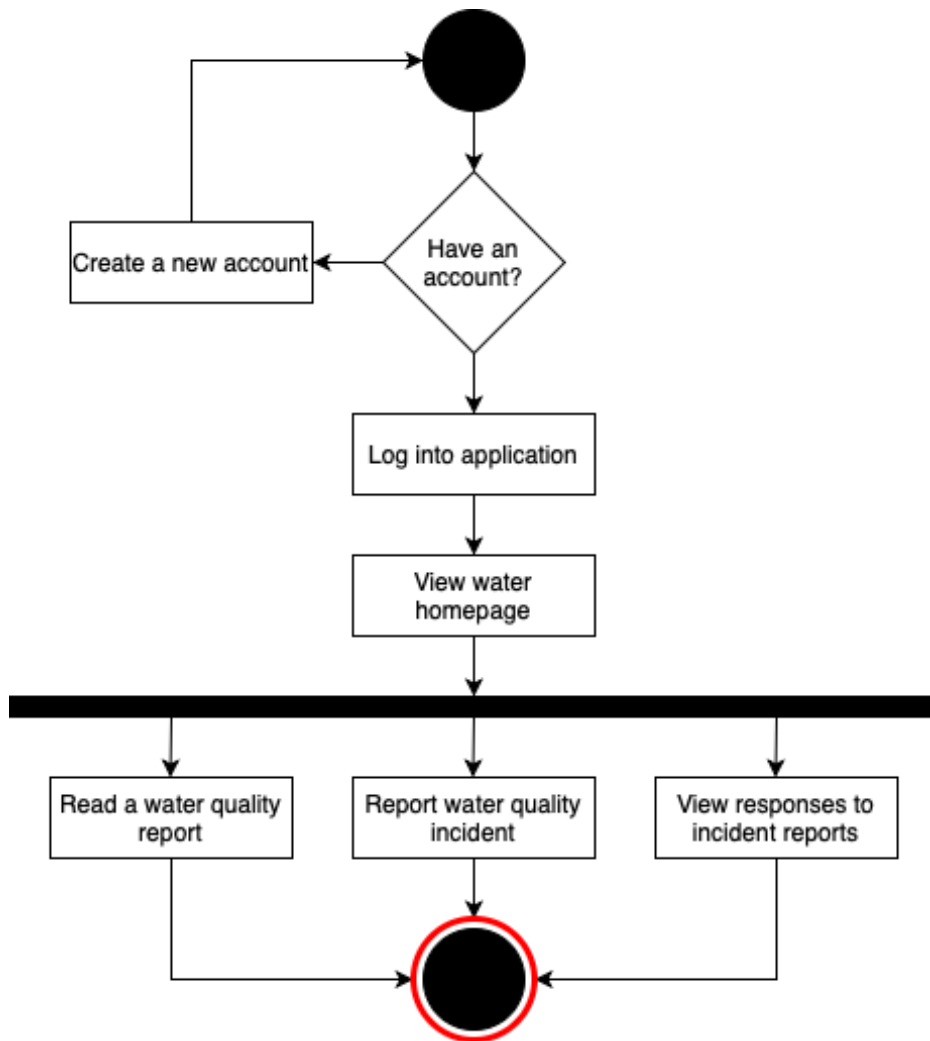 Have an
account?
Create a new account
Log into application
View water
homepage
Read a water quality
report
Report water quality
incident
View responses to
incident reports